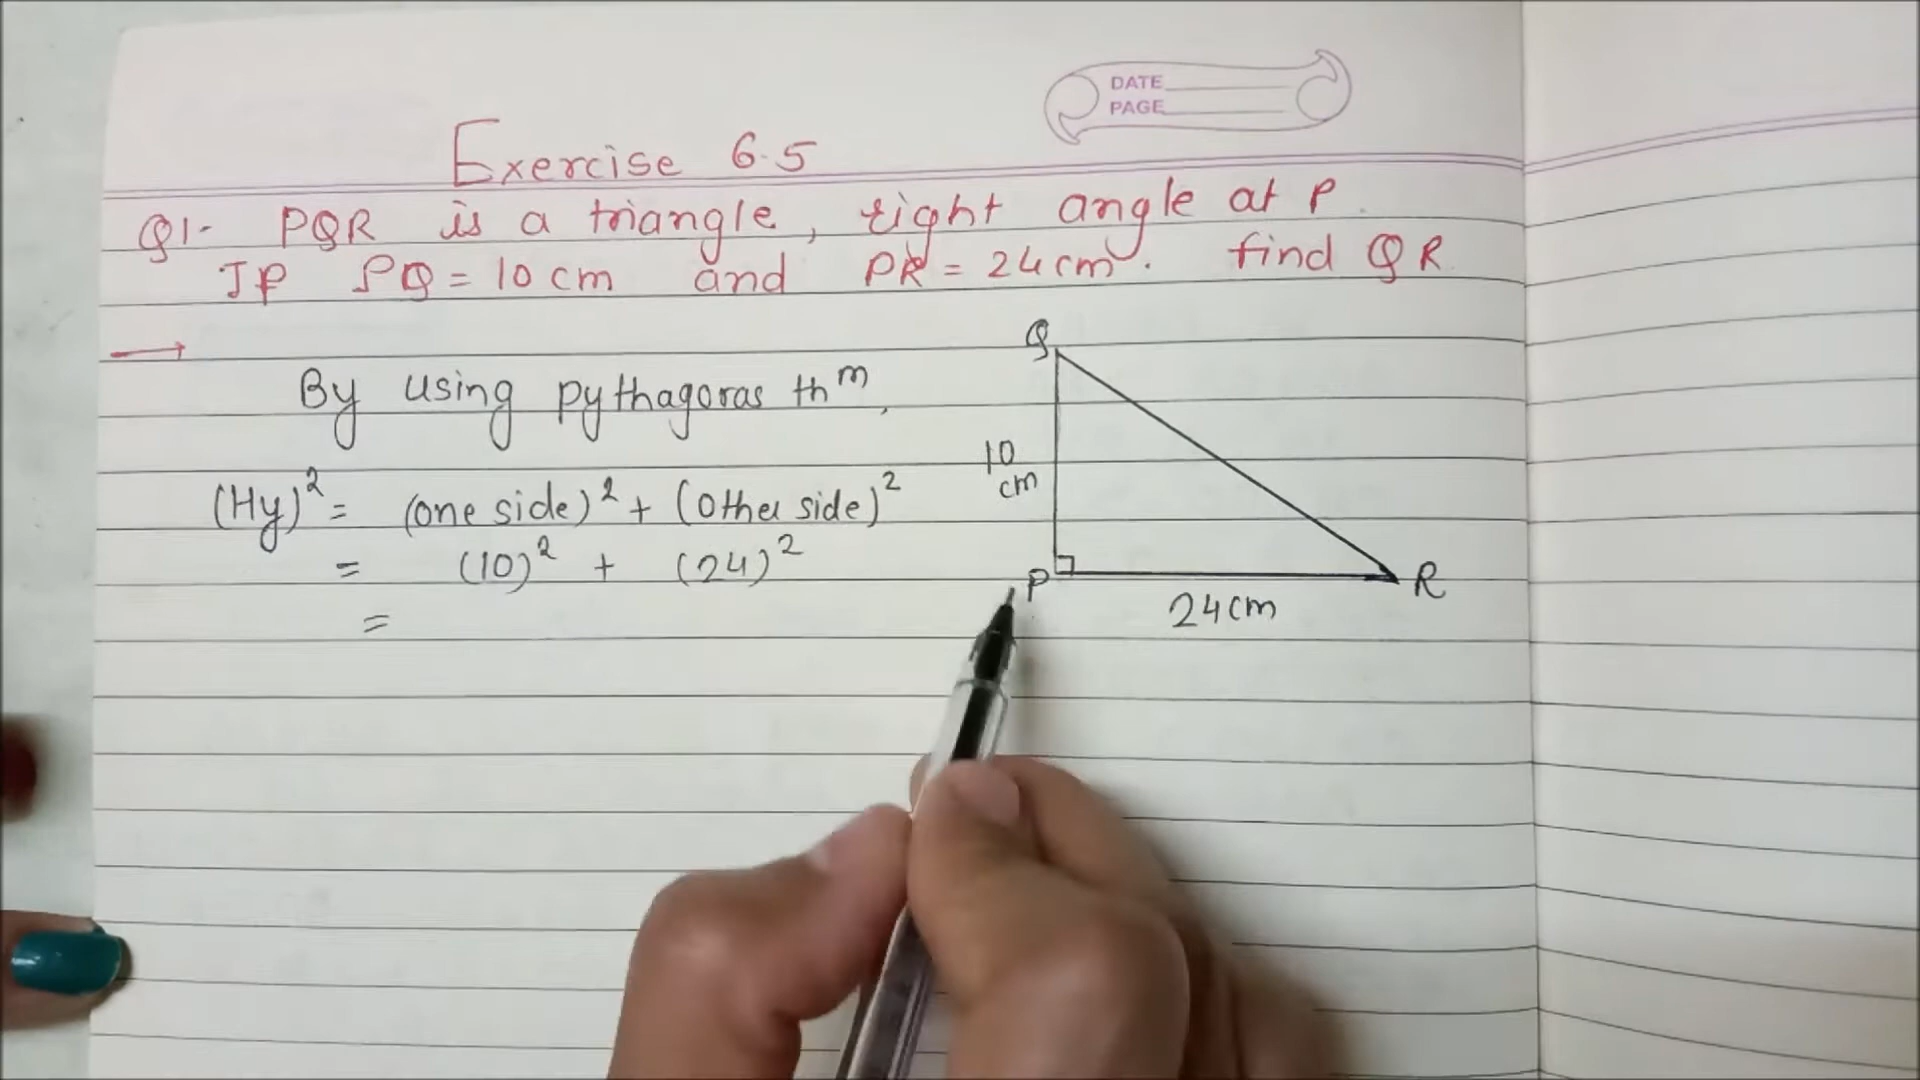 DATE
PAGE
Exercise 6.5
Q1- PQR is a triangle, right angle at P.
If PQ = 10 cm and PR = 24 cm. find QR
By using pythagoras thm,
(Hy)² = (one side)² + (Other side)²
= (10)² + (24)²
=
Q
10
cm
P
R
24cm